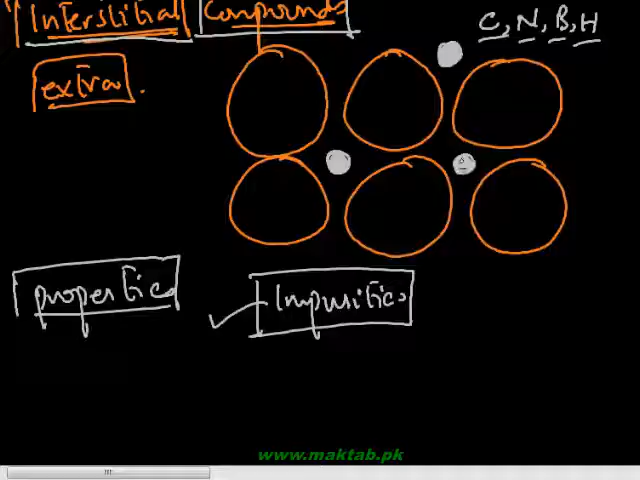 Interstitial Compounds
C, N, B, H
extra.
properties
Impurities
www.maktab.pk